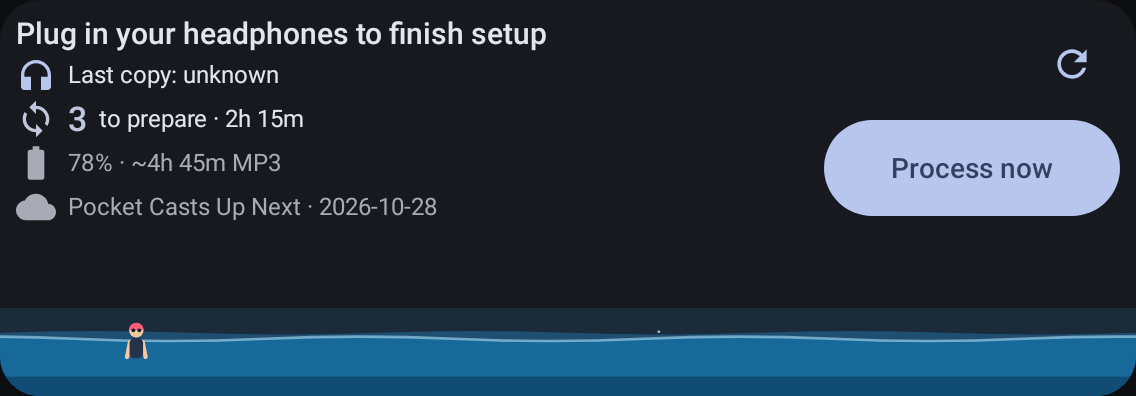 Plug in your headphones to finish setup
Last copy: unknown
3 to prepare · 2h 15m
78% · ~4h 45m MP3
Process now
Pocket Casts Up Next · 2026-10-28